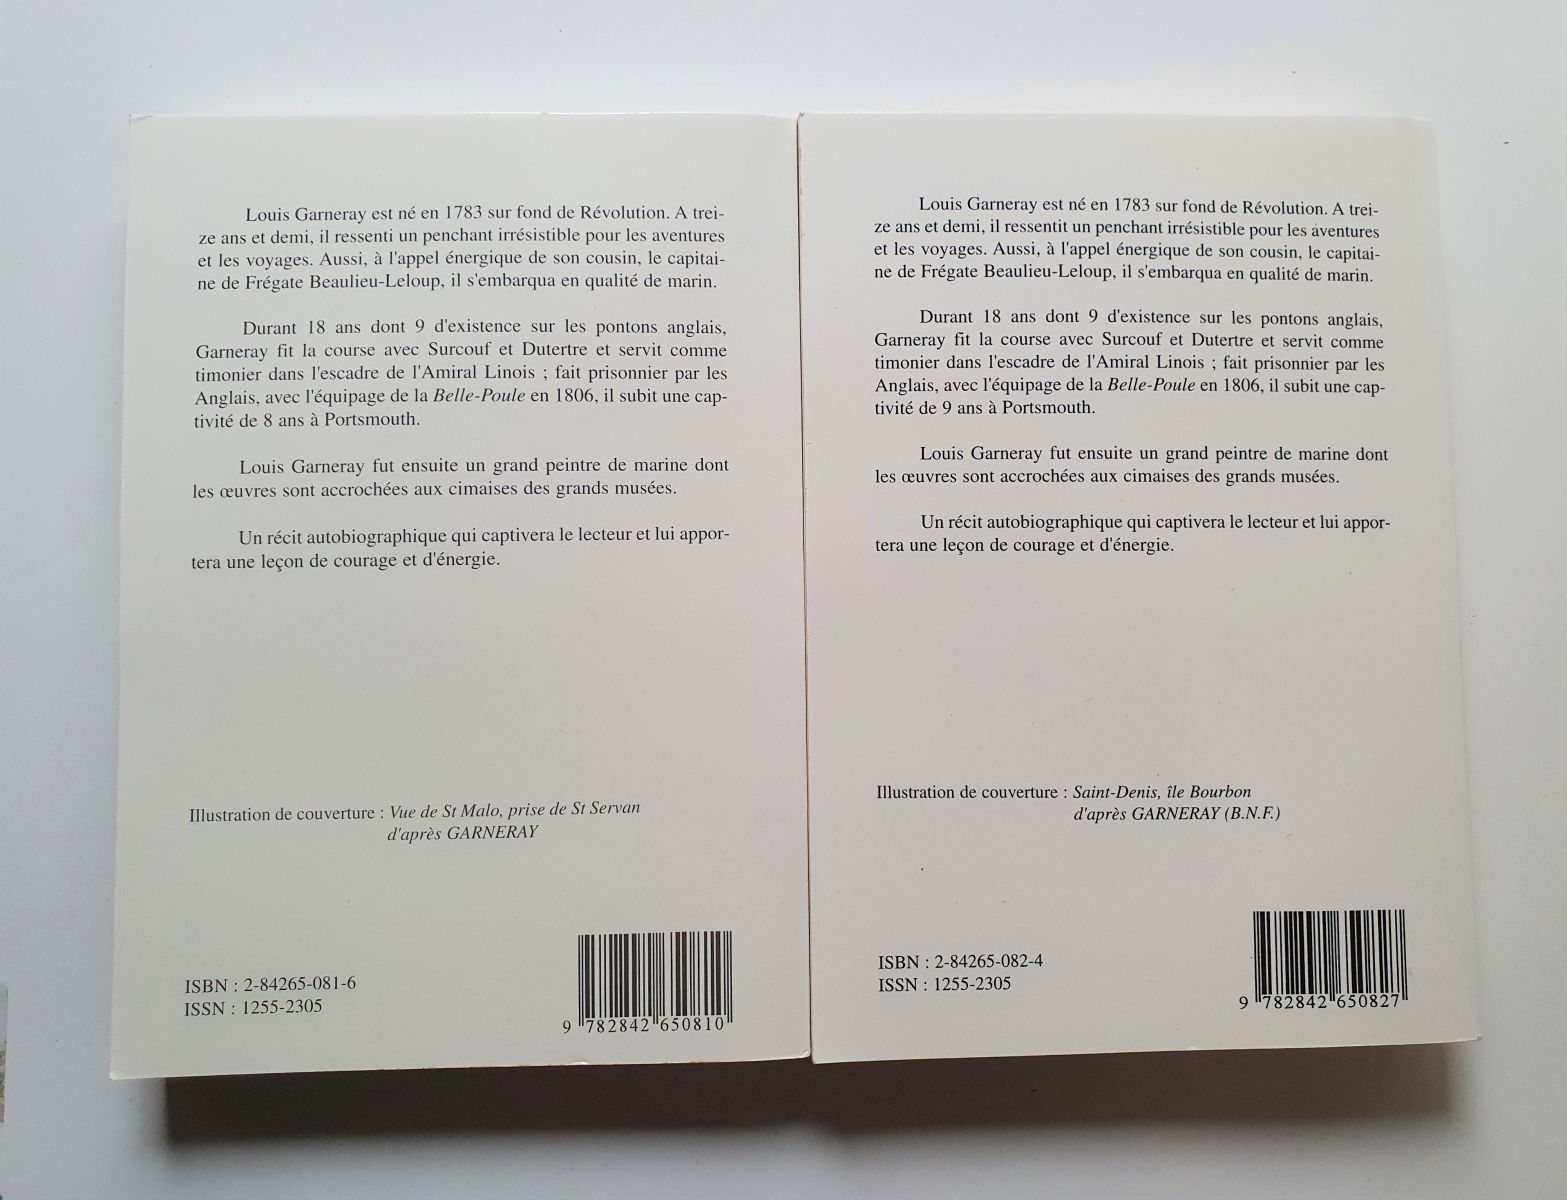 Louis Garneray est né en 1783 sur fond de Révolution. A trei-
ze ans et demi, il ressenti un penchant irrésistible pour les aventures
et les voyages. Aussi, à l'appel énergique de son cousin, le capitai-
ne de Frégate Beaulieu-Leloup, il s'embarqua en qualité de marin.
Durant 18 ans dont 9 d'existence sur les pontons anglais,
Garneray fit la course avec Surcouf et Dutertre et servit comme
timonier dans l'escadre de l'Amiral Linois ; fait prisonnier par les
Anglais, avec l'équipage de la Belle-Poule en 1806, il subit une cap-
tivité de 8 ans à Portsmouth.
Louis Garneray fut ensuite un grand peintre de marine dont
les œuvres sont accrochées aux cimaises des grands musées.
Un récit autobiographique qui captivera le lecteur et lui appor-
tera une leçon de courage et d'énergie.
Illustration de couverture : Vue de St Malo, prise de St Servan
d'après GARNERAY
ISBN : 2-84265-081-6
ISSN : 1255-2305
9 782842 650810
Louis Garneray est né en 1783 sur fond de Révolution. A trei-
ze ans et demi, il ressentit un penchant irrésistible pour les aventures
et les voyages. Aussi, à l'appel énergique de son cousin, le capitai-
ne de Frégate Beaulieu-Leloup, il s'embarqua en qualité de marin.
Durant 18 ans dont 9 d'existence sur les pontons anglais,
Garneray fit la course avec Surcouf et Dutertre et servit comme
timonier dans l'escadre de l'Amiral Linois ; fait prisonnier par les
Anglais, avec l'équipage de la Belle-Poule en 1806, il subit une cap-
tivité de 9 ans à Portsmouth.
Louis Garneray fut ensuite un grand peintre de marine dont
les œuvres sont accrochées aux cimaises des grands musées.
Un récit autobiographique qui captivera le lecteur et lui appor-
tera une leçon de courage et d'énergie.
Illustration de couverture : Saint-Denis, île Bourbon
d'après GARNERAY (B.N.F.)
ISBN : 2-84265-082-4
ISSN : 1255-2305
9 782842 650827